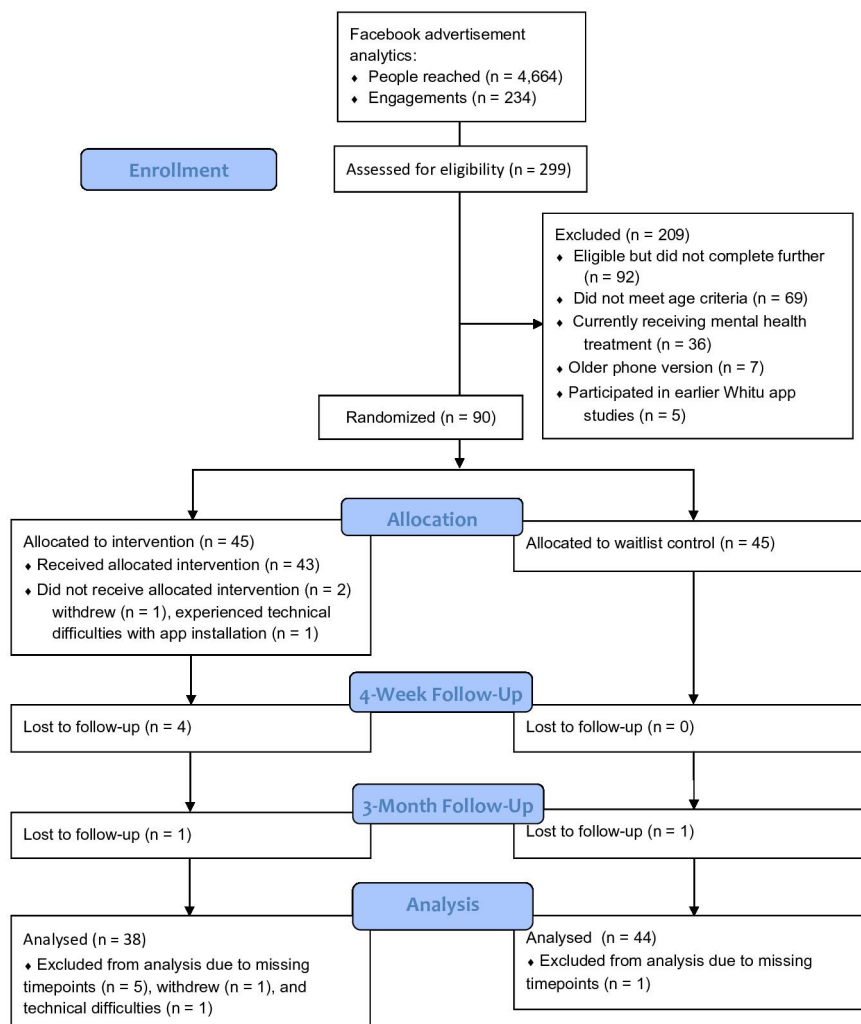 Facebook advertisement
analytics:
♦ People reached (n = 4,664)
♦ Engagements (n = 234)
Enrollment
Assessed for eligibility (n = 299)
Excluded (n = 209)
♦ Eligible but did not complete further
(n = 92)
♦ Did not meet age criteria (n = 69)
♦ Currently receiving mental health
treatment (n = 36)
♦ Older phone version (n = 7)
♦ Participated in earlier Whitu app
studies (n = 5)
Randomized (n = 90)
Allocation
Allocated to intervention (n = 45)
♦ Received allocated intervention (n = 43)
♦ Did not receive allocated intervention (n = 2)
withdrew (n = 1), experienced technical
difficulties with app installation (n = 1)
Allocated to waitlist control (n = 45)
4-Week Follow-Up
Lost to follow-up (n = 4)
Lost to follow-up (n = 0)
3-Month Follow-Up
Lost to follow-up (n = 1)
Lost to follow-up (n = 1)
Analysis
Analysed (n = 38)
♦ Excluded from analysis due to missing
timepoints (n = 5), withdrew (n = 1), and
technical difficulties (n = 1)
Analysed (n = 44)
♦ Excluded from analysis due to missing
timepoints (n = 1)